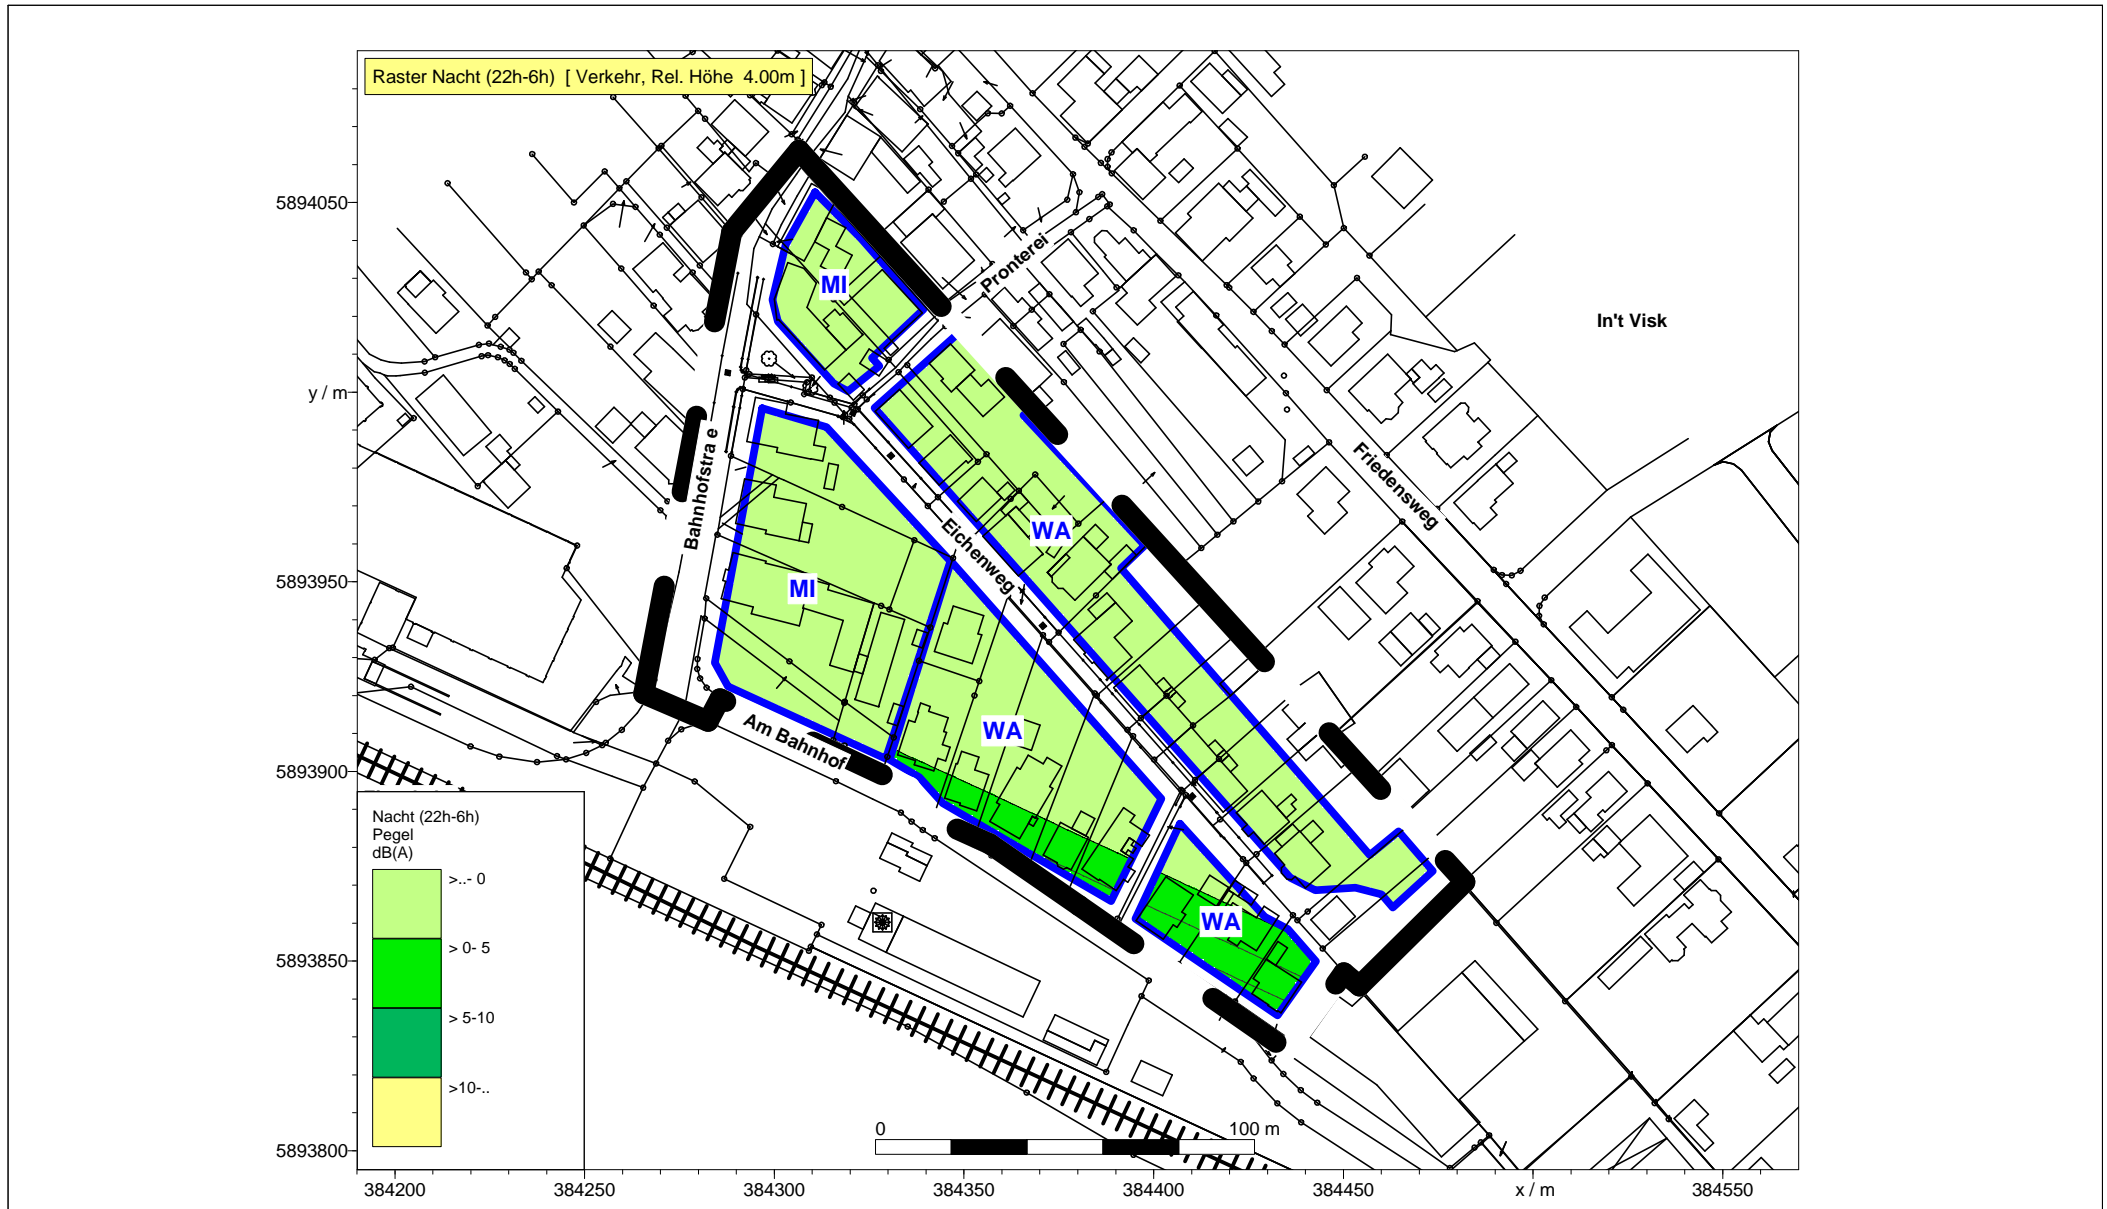 Raster Nacht (22h-6h) [ Verkehr, Rel. Höhe 4.00m ]
5894050
Pronterei
MI
In't Visk
y / m
Bahnhofstra e
Friedensweg
WA
Eichenweg
5893950
MI
WA
Am Bahnhof
5893900
Nacht (22h-6h)
Pegel
dB(A)
>..- 0
> 0- 5
> 5-10
>10-..
WA
5893850
0 100 m
5893800
384200 384250 384300 384350 384400 384450 x / m 384550